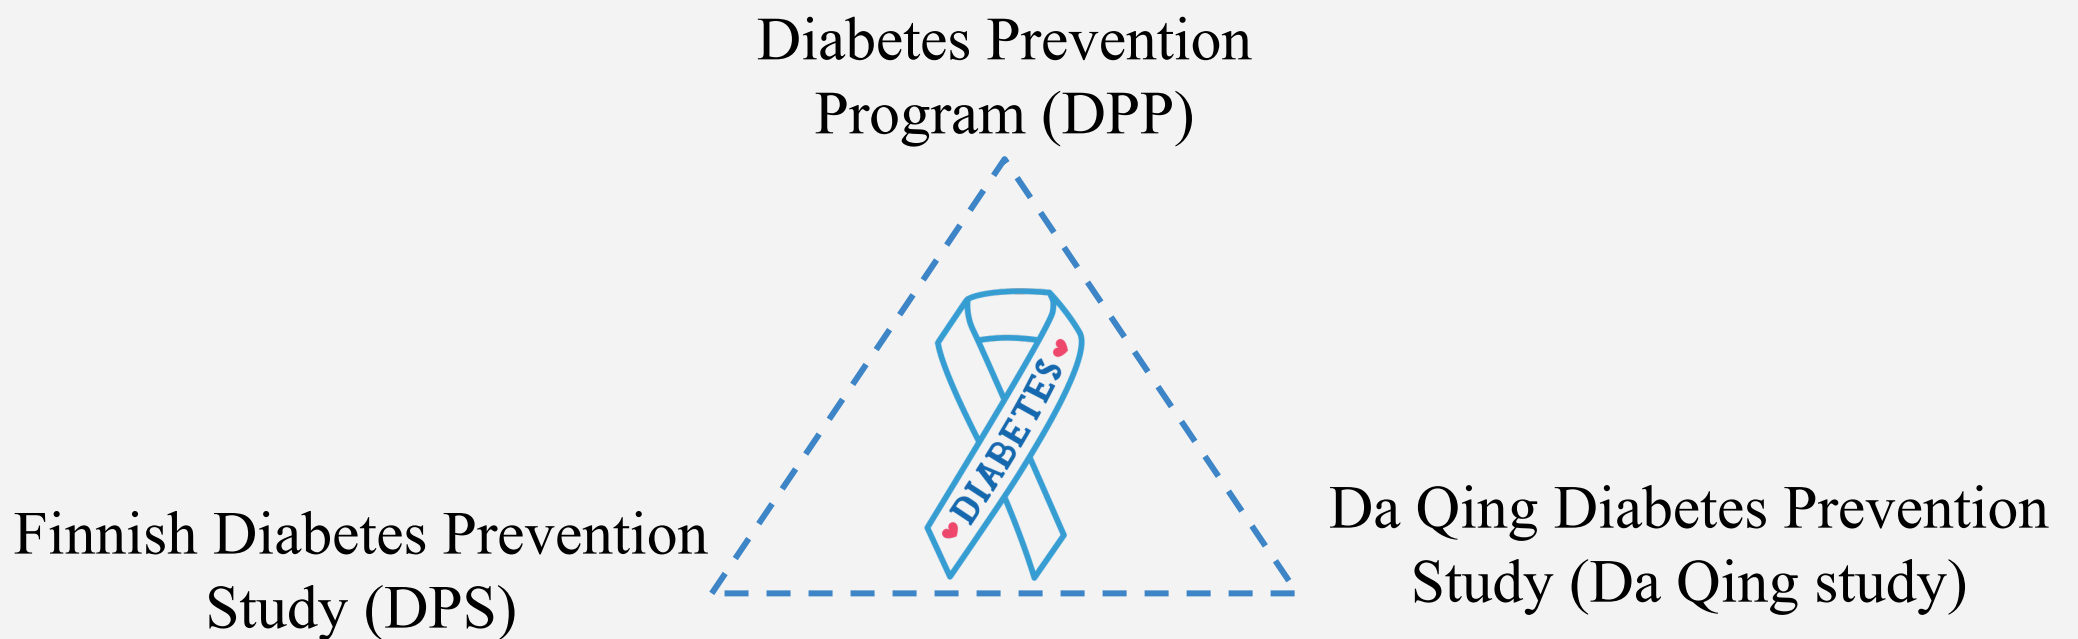 Diabetes Prevention
Program (DPP)
DIABETES
Finnish Diabetes Prevention
Study (DPS)
Da Qing Diabetes Prevention
Study (Da Qing study)